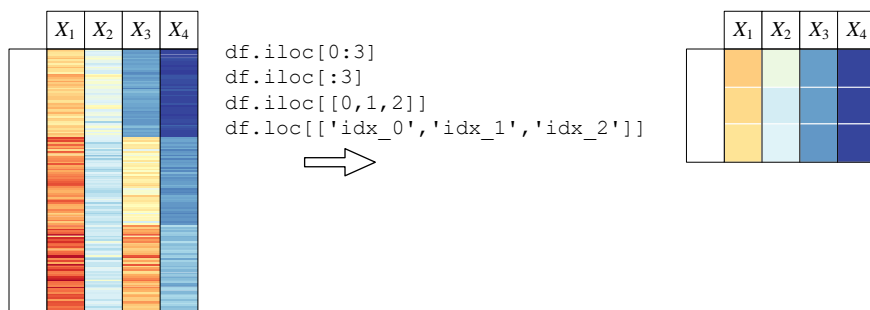 X1 X2 X3 X4
df.iloc[0:3]
df.iloc[:3]
df.iloc[[0,1,2]]
df.loc[['idx_0','idx_1','idx_2']]
X1 X2 X3 X4